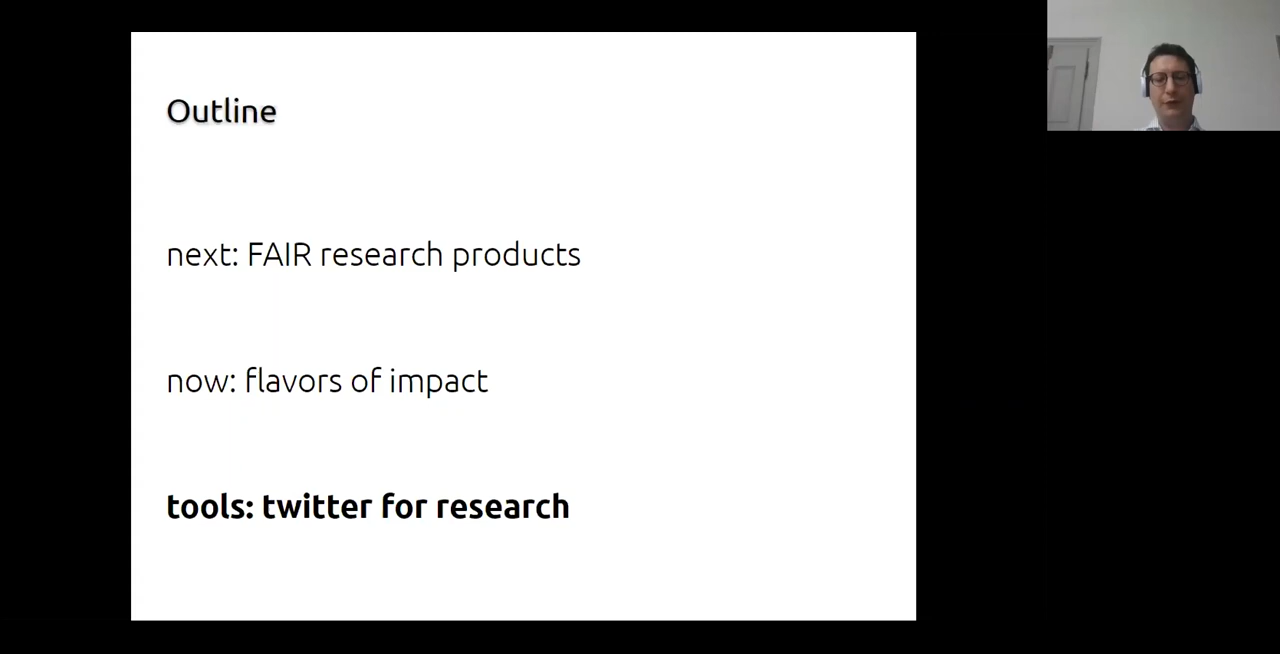 Outline
next: FAIR research products
now: flavors of impact
tools: twitter for research